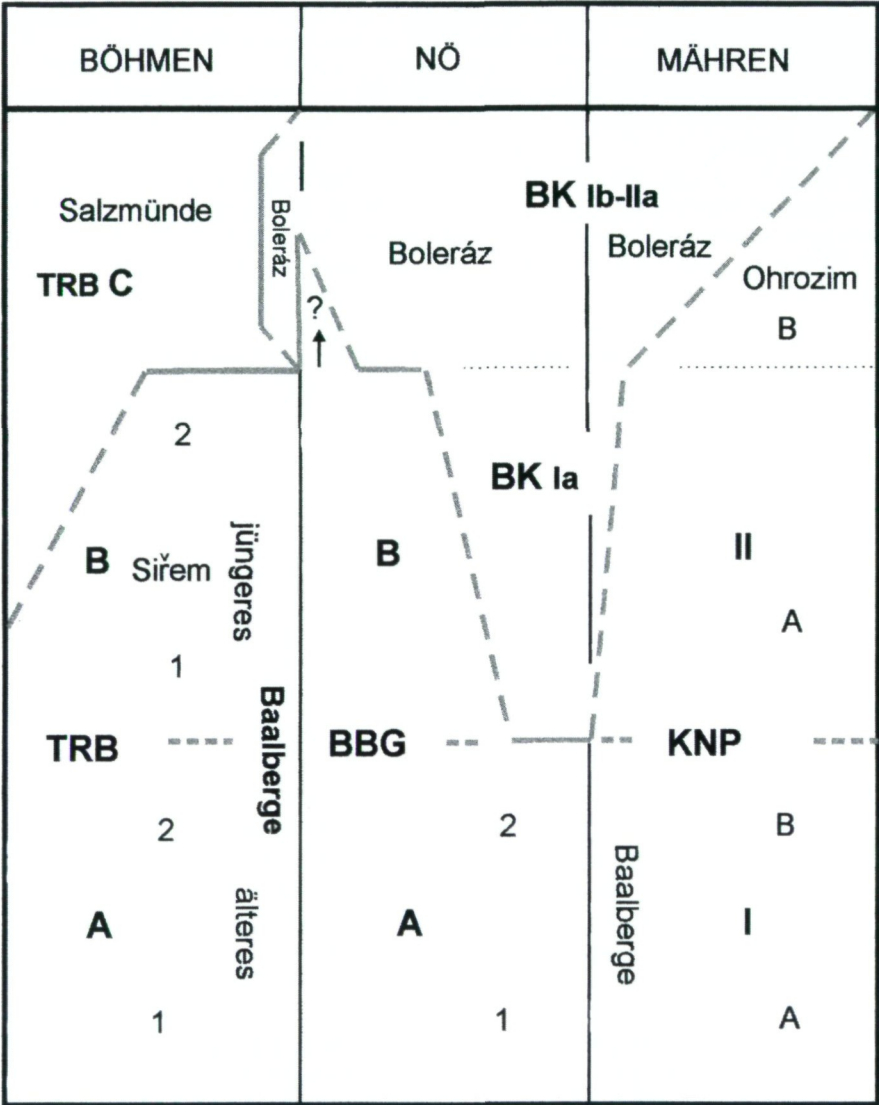 BÖHMEN
NÖ
MÄHREN
Salzmünde
TRB C
Boleráz
?
Boleráz
BK Ib-IIa
Boleráz
Ohrozim
B
2
B Siřem
1
jüngeres
Baalberge
TRB
2
A
älteres
1
BK Ia
B
BBG
2
A
1
II
A
KNP
B
Baalberge
I
A